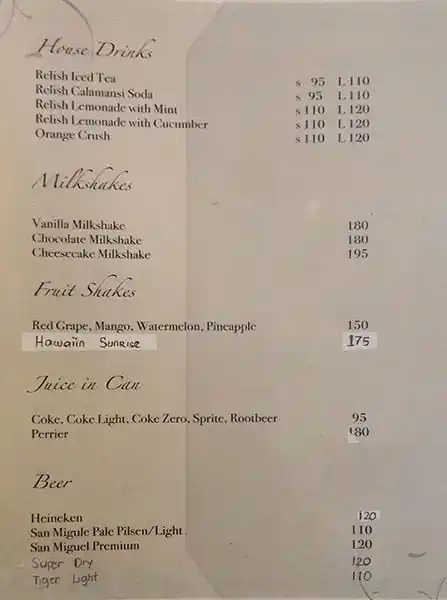 House Drinks
Relish Iced Tea s 95 L 110
Relish Calamansi Soda s 95 L 110
Relish Lemonade with Mint s 110 L 120
Relish Lemonade with Cucumber s 110 L 120
Orange Crush s 110 L 120
Milkshakes
Vanilla Milkshake 180
Chocolate Milkshake 180
Cheesecake Milkshake 195
Fruit Shakes
Red Grape, Mango, Watermelon, Pineapple 150
Hawaiin Sunrise 175
Juice in Can
Coke, Coke Light, Coke Zero, Sprite, Rootbeer 95
Perrier 180
Beer
Heineken 120
San Migule Pale Pilsen/Light 110
San Miguel Premium 120
Super Dry 120
Tiger Light 110